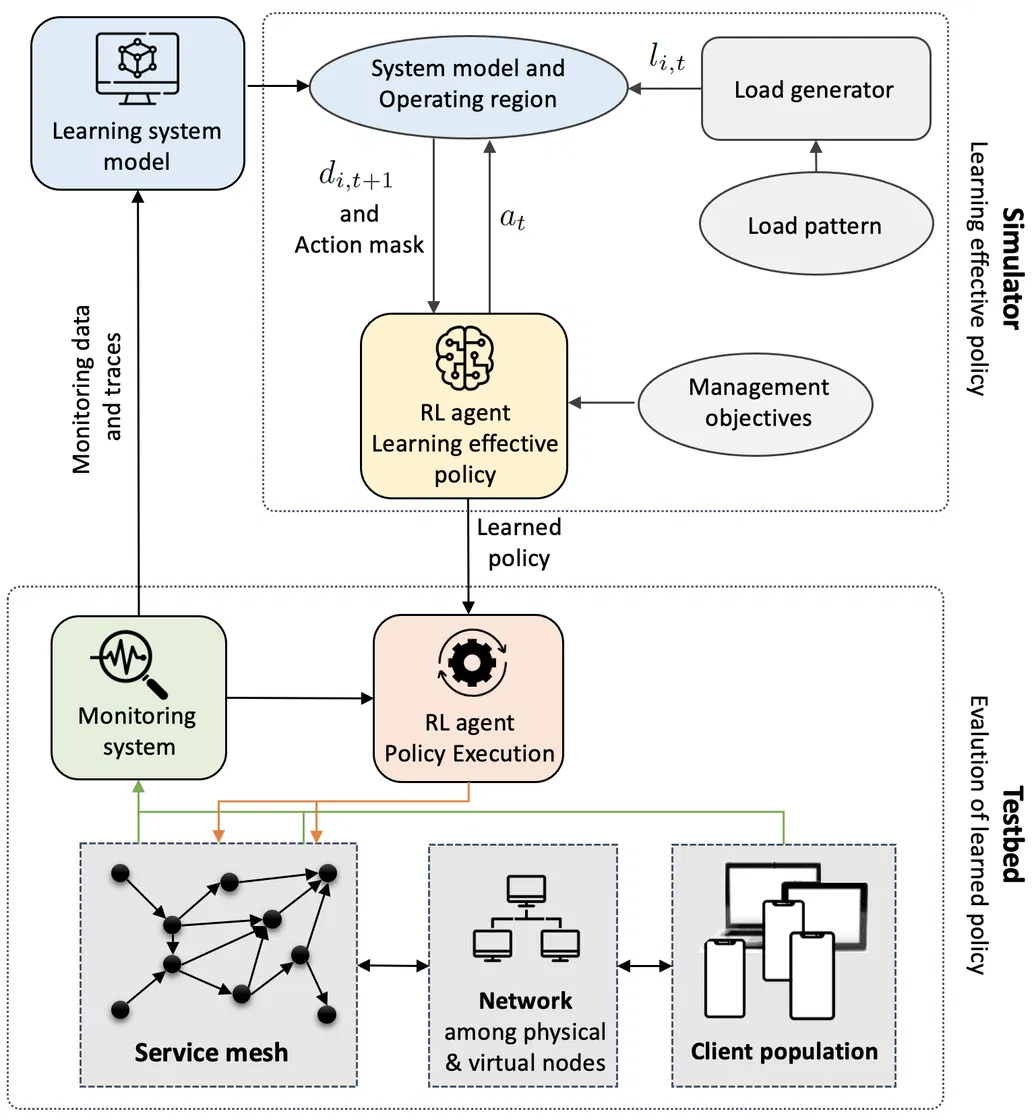 Learning system
model
System model and
Operating region
l_{i,t}
Load generator
Load pattern
d_{i,t+1}
and
Action mask
a_t
RL agent
Learning effective
policy
Management
objectives
Simulator
Learning effective policy
Monitoring data
and traces
Learned
policy
Monitoring
system
RL agent
Policy Execution
Testbed
Evalution of learned policy
Service mesh
Network
among physical
& virtual nodes
Client population